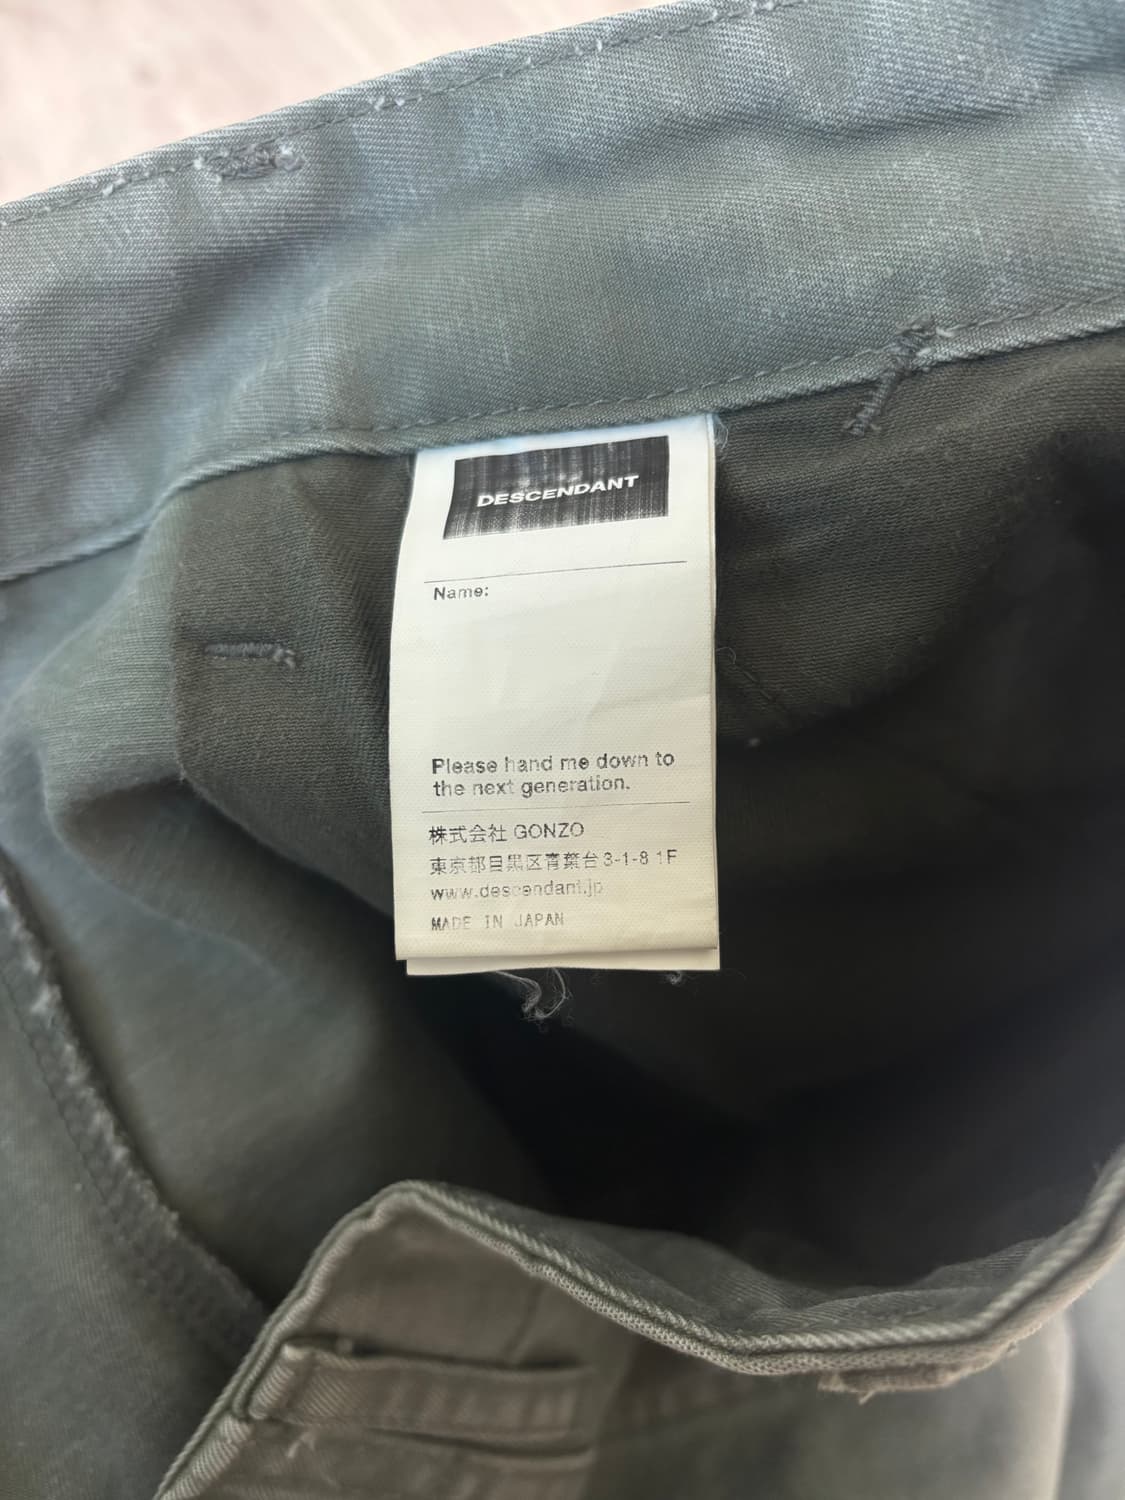 DESCENDANT
Name:
Please hand me down to
the next generation.
株式会社 GONZO
東京都目黒区青葉台3-1-8 1F
www.descendant.jp
MADE IN JAPAN